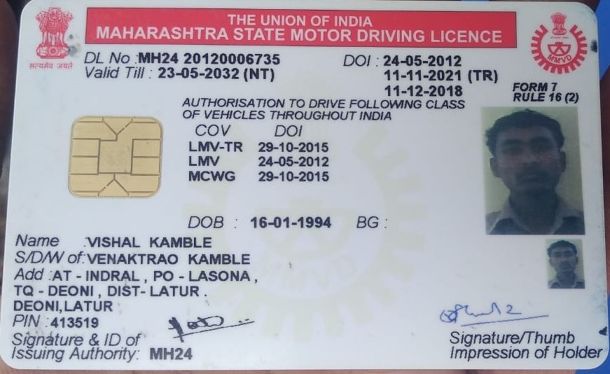 THE UNION OF INDIA
MAHARASHTRA STATE MOTOR DRIVING LICENCE
सत्यमेव जयते
MMVD
DL No :MH24 20120006735 DOI : 24-05-2012
Valid Till : 23-05-2032 (NT) 11-11-2021 (TR)
11-12-2018
FORM 7
RULE 16 (2)
AUTHORISATION TO DRIVE FOLLOWING CLASS
OF VEHICLES THROUGHOUT INDIA
COV DOI
LMV-TR 29-10-2015
LMV 24-05-2012
MCWG 29-10-2015
DOB : 16-01-1994 BG :
Name :VISHAL KAMBLE
S/D/W of:VENAKTRAO KAMBLE
Add :AT - INDRAL , PO - LASONA ,
TQ - DEONI , DIST- LATUR .
DEONI,LATUR
PIN :413519
Signature & ID of
Issuing Authority: MH24
Signature/Thumb
Impression of Holder